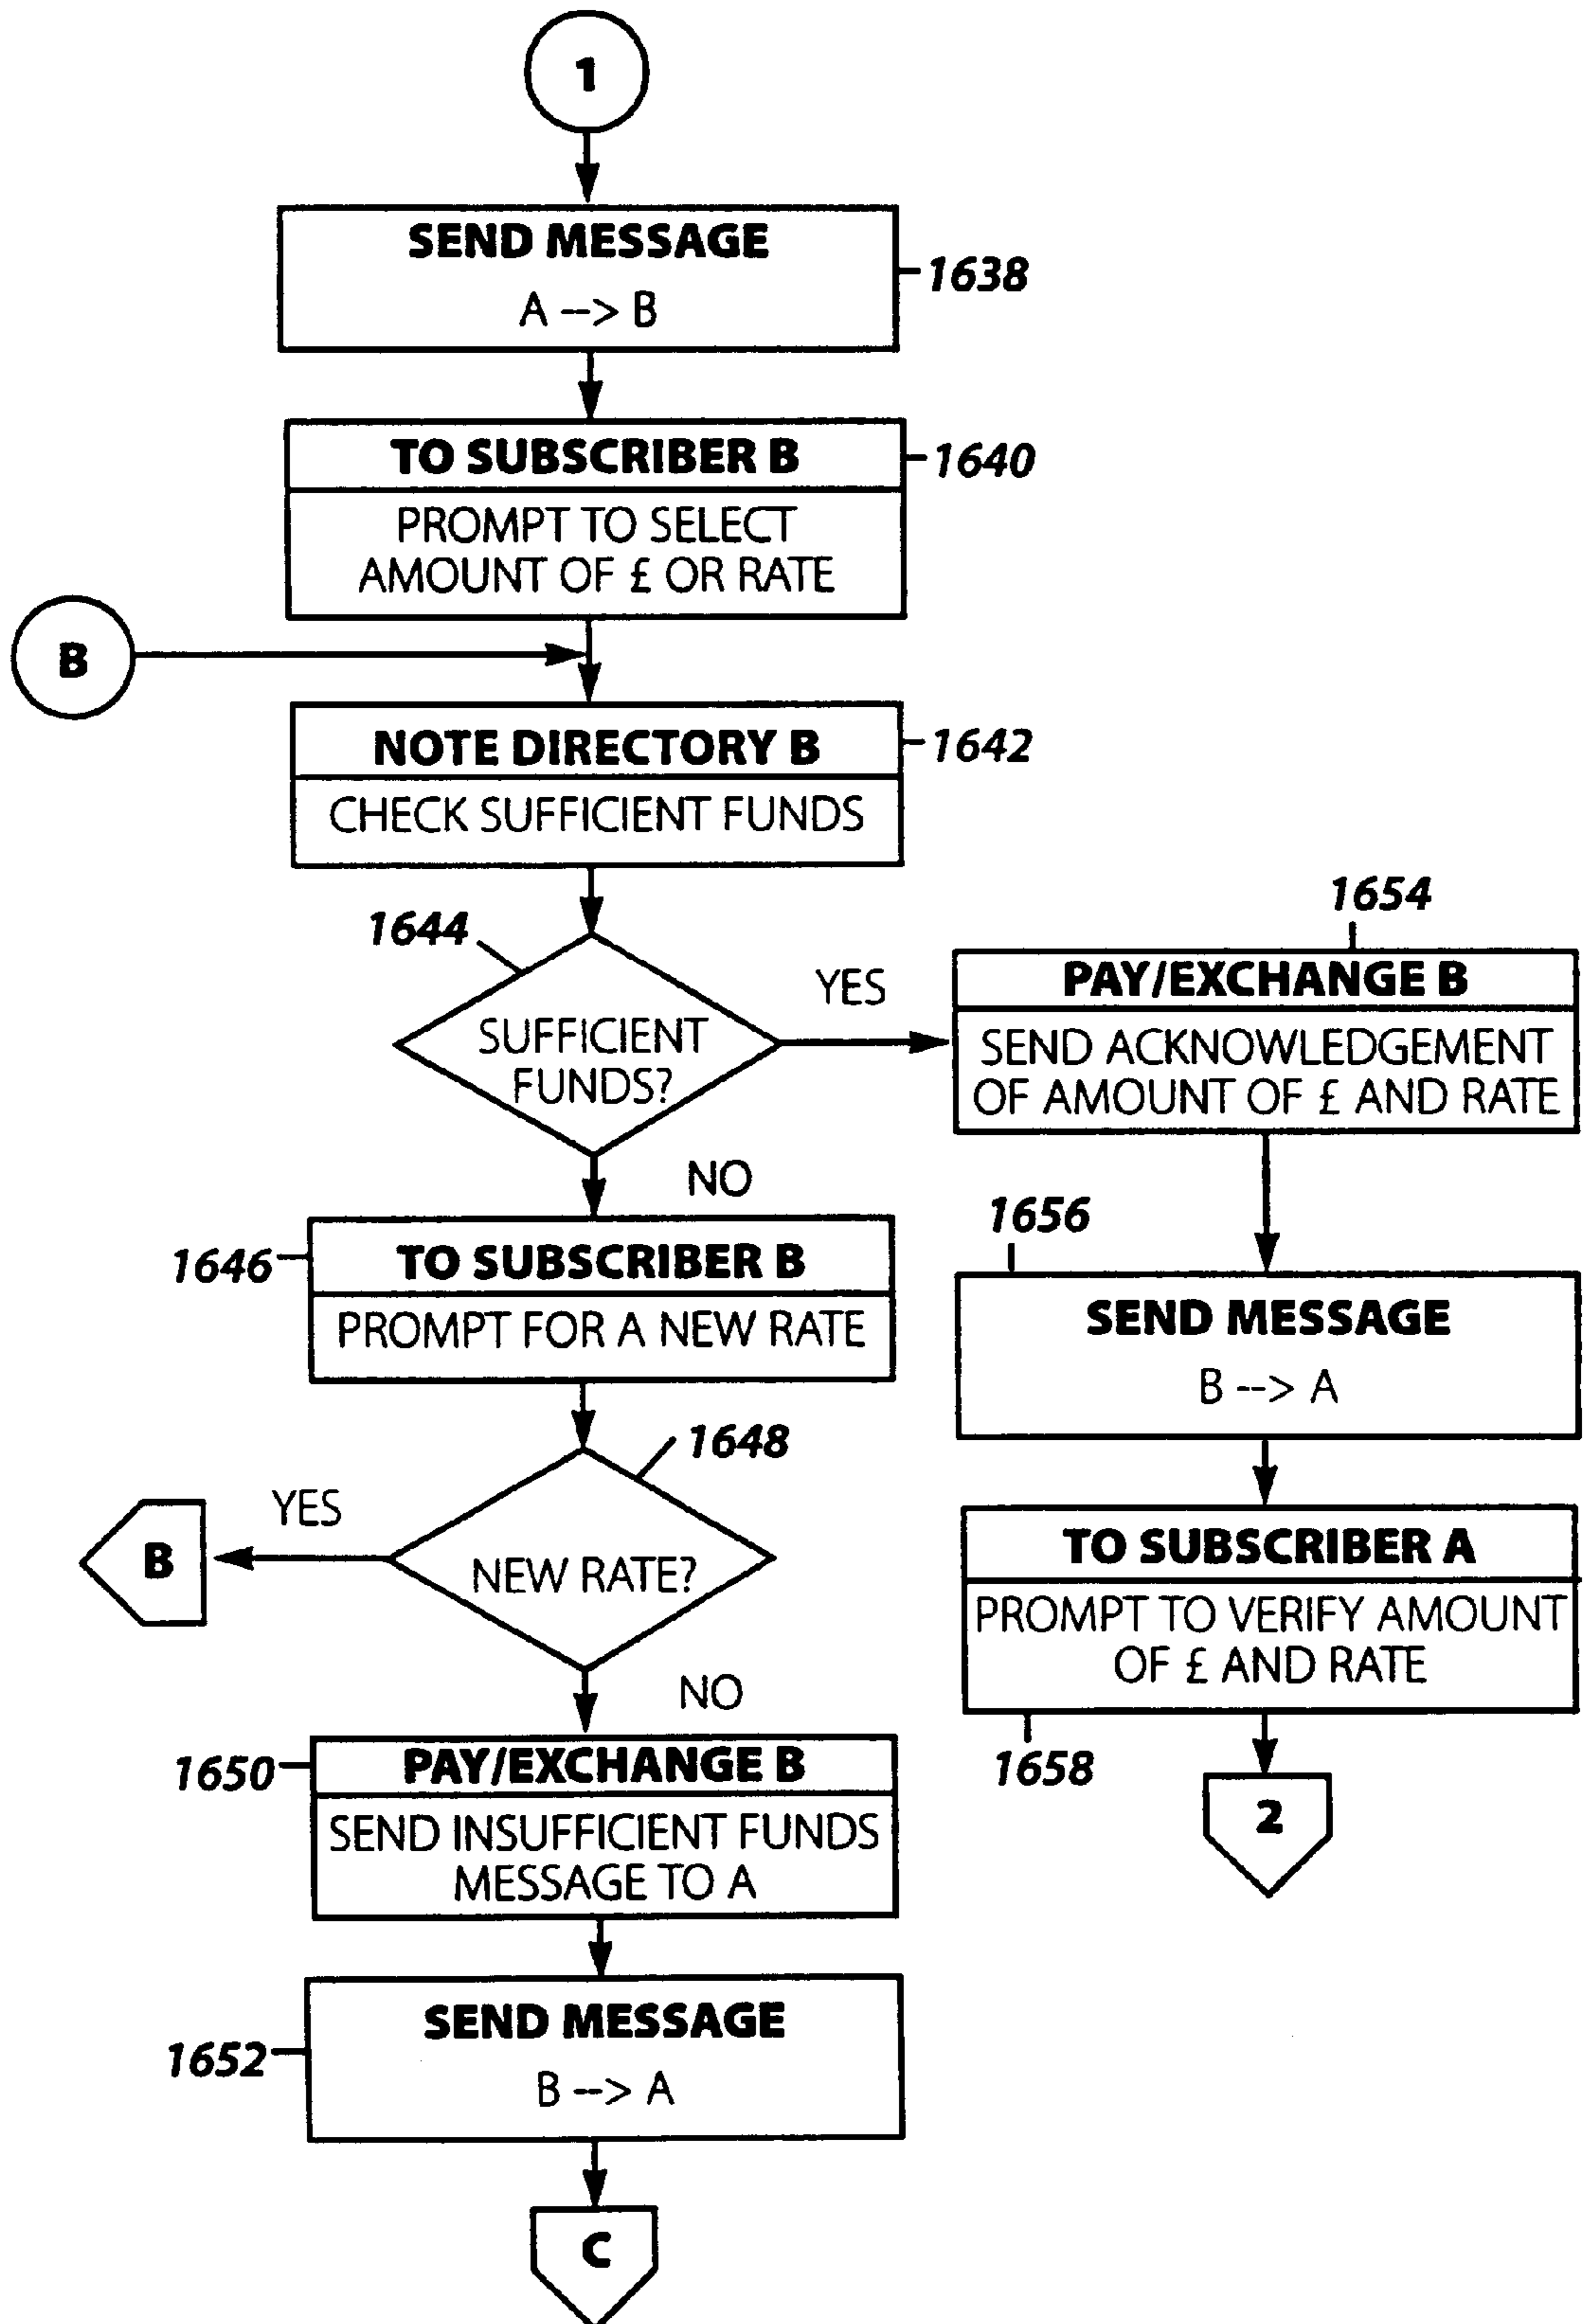 1
SEND MESSAGE
A --> B
1638
TO SUBSCRIBER B
1640
PROMPT TO SELECT
AMOUNT OF £ OR RATE
B
NOTE DIRECTORY B
1642
CHECK SUFFICIENT FUNDS
1644
SUFFICIENT
FUNDS?
YES
NO
1646
TO SUBSCRIBER B
PROMPT FOR A NEW RATE
1648
NEW RATE?
YES
B
NO
1650
PAY/EXCHANGE B
SEND INSUFFICIENT FUNDS
MESSAGE TO A
1652
SEND MESSAGE
B --> A
C
1654
PAY/EXCHANGE B
SEND ACKNOWLEDGEMENT
OF AMOUNT OF £ AND RATE
1656
SEND MESSAGE
B --> A
TO SUBSCRIBER A
PROMPT TO VERIFY AMOUNT
OF £ AND RATE
1658
2